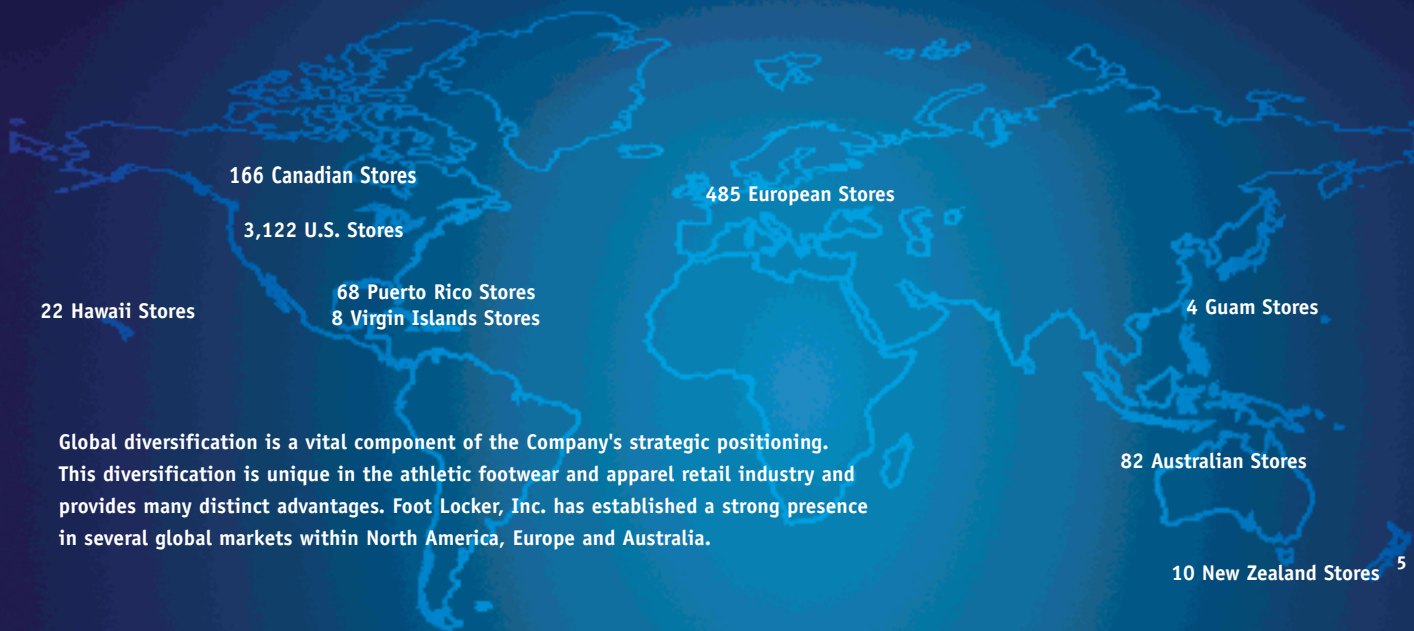 166 Canadian Stores
485 European Stores
3,122 U.S. Stores
68 Puerto Rico Stores
8 Virgin Islands Stores
22 Hawaii Stores
4 Guam Stores
Global diversification is a vital component of the Company's strategic positioning.
This diversification is unique in the athletic footwear and apparel retail industry and
provides many distinct advantages. Foot Locker, Inc. has established a strong presence
in several global markets within North America, Europe and Australia.
82 Australian Stores
10 New Zealand Stores
5